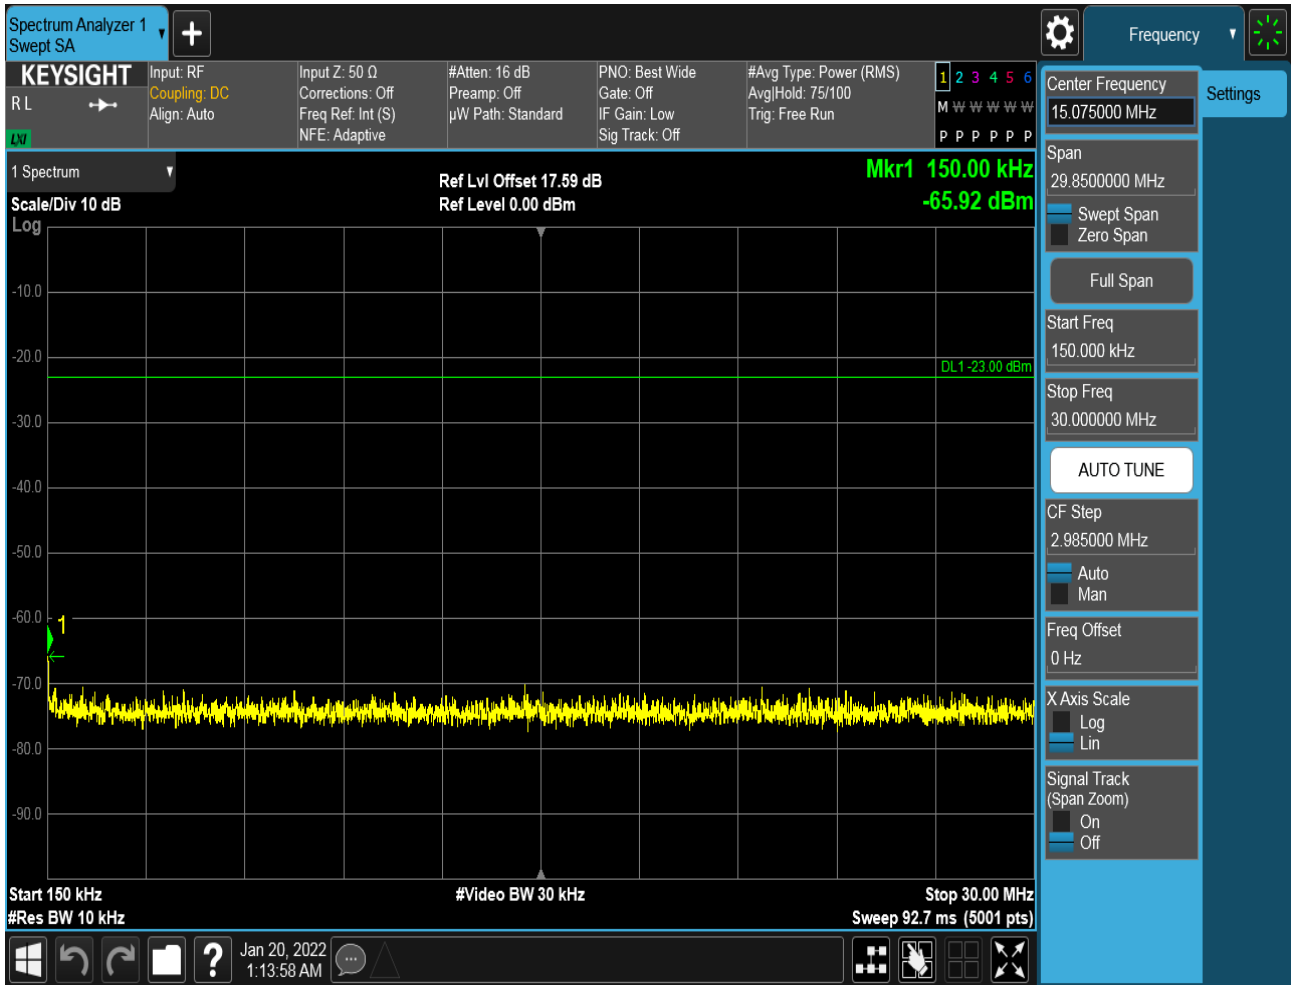 Spectrum Analyzer 1
Swept SA
Frequency
Settings
KEYSIGHT
R L
LXI
Input: RF
Coupling: DC
Align: Auto
Input Z: 50 Ω
Corrections: Off
Freq Ref: Int (S)
NFE: Adaptive
#Atten: 16 dB
Preamp: Off
µW Path: Standard
PNO: Best Wide
Gate: Off
IF Gain: Low
Sig Track: Off
#Avg Type: Power (RMS)
Avg|Hold: 75/100
Trig: Free Run
1 2 3 4 5 6
M W W W W W
P P P P P P
1 Spectrum
Scale/Div 10 dB
Log
Ref Lvl Offset 17.59 dB
Ref Level 0.00 dBm
Mkr1 150.00 kHz
-65.92 dBm
-10.0
-20.0
DL1 -23.00 dBm
-30.0
-40.0
-50.0
-60.0
1
-70.0
-80.0
-90.0
Start 150 kHz
#Video BW 30 kHz
Stop 30.00 MHz
#Res BW 10 kHz
Sweep 92.7 ms (5001 pts)
Center Frequency
15.075000 MHz
Span
29.8500000 MHz
Swept Span
Zero Span
Full Span
Start Freq
150.000 kHz
Stop Freq
30.000000 MHz
AUTO TUNE
CF Step
2.985000 MHz
Auto
Man
Freq Offset
0 Hz
X Axis Scale
Log
Lin
Signal Track
(Span Zoom)
On
Off
?
Jan 20, 2022
1:13:58 AM